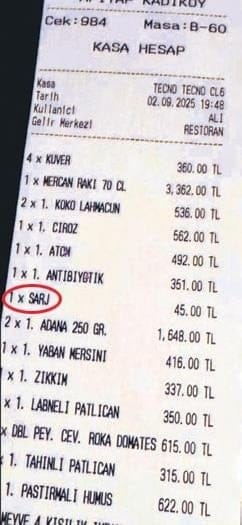 KADIKOY
Cek:984 Masa:B-60
KASA HESAP
Kasa TECNO TECNO CL6
Tarih 02.09.2025 19:48
Kullanici ALI
Gelir Merkezi RESTORAN
4 x KUVER 360.00 TL
1 x MERCAN RAKI 70 CL 3,362.00 TL
2 x 1. KOKO LAHMACUN 536.00 TL
1 x 1. CIROZ 562.00 TL
1 x 1. ATOM 492.00 TL
1 x 1. ANTIBIYOTIK 351.00 TL
1 x SARJ 45.00 TL
2 x 1. ADANA 250 GR. 1,648.00 TL
1 x 1. YABAN MERSINI 416.00 TL
x 1. ZIKKIM 337.00 TL
x 1. LABNELI PATLICAN 350.00 TL
x DBL PEY. CEV. ROKA DOMATES 615.00 TL
x 1. TAHINLI PATLICAN 315.00 TL
1. PASTIRMALI HUMUS 622.00 TL
MEYVE 4 KISILIK